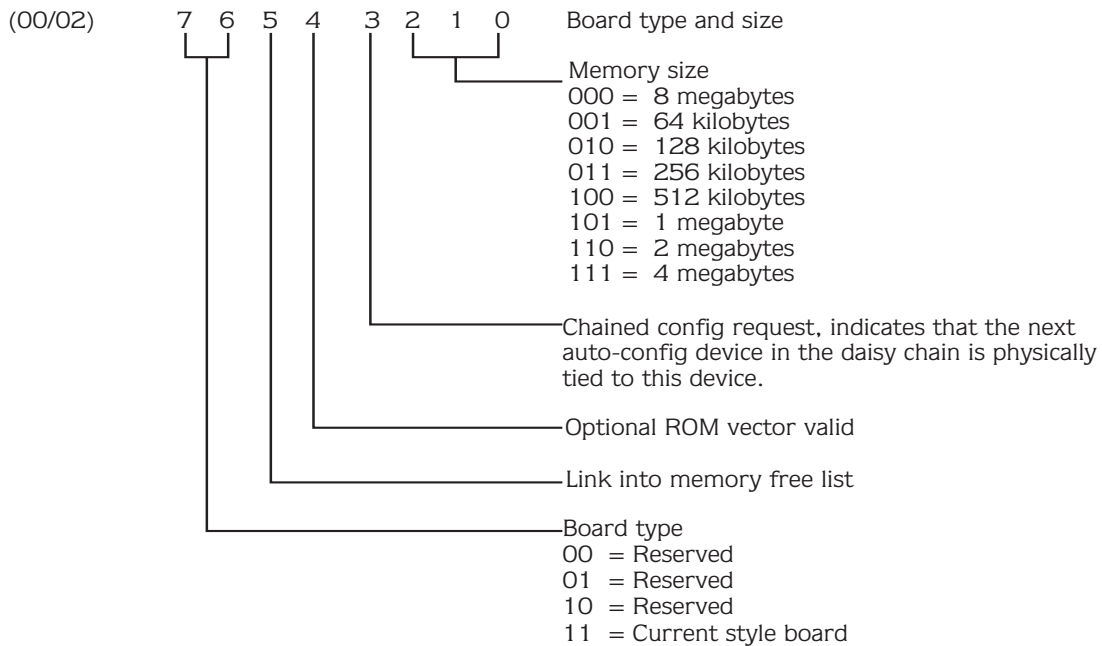 (00/02) 7 6 5 4 3 2 1 0 Board type and size
Memory size
000 = 8 megabytes
001 = 64 kilobytes
010 = 128 kilobytes
011 = 256 kilobytes
100 = 512 kilobytes
101 = 1 megabyte
110 = 2 megabytes
111 = 4 megabytes
Chained config request, indicates that the next
auto-config device in the daisy chain is physically
tied to this device.
Optional ROM vector valid
Link into memory free list
Board type
00 = Reserved
01 = Reserved
10 = Reserved
11 = Current style board